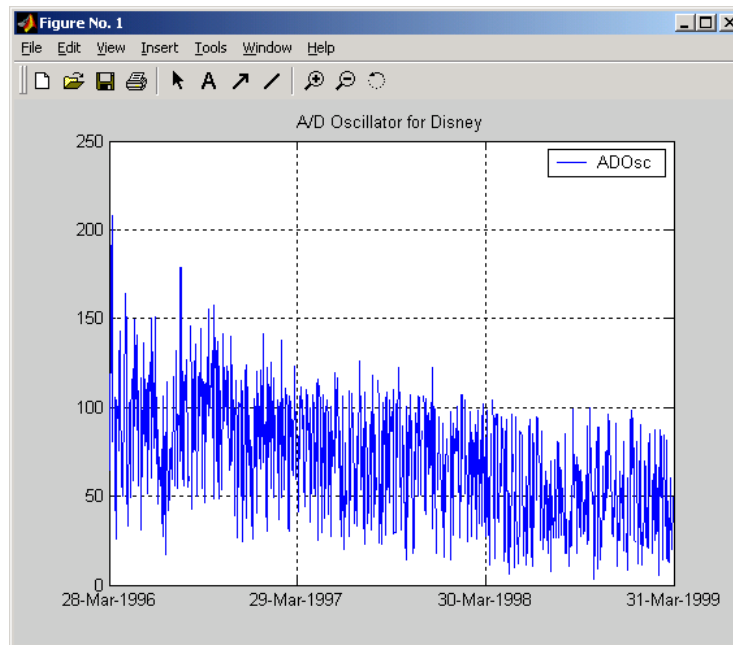 Figure No. 1
File Edit View Insert Tools Window Help
A
A/D Oscillator for Disney
ADOsc
250
200
150
100
50
0
28-Mar-1996 29-Mar-1997 30-Mar-1998 31-Mar-1999